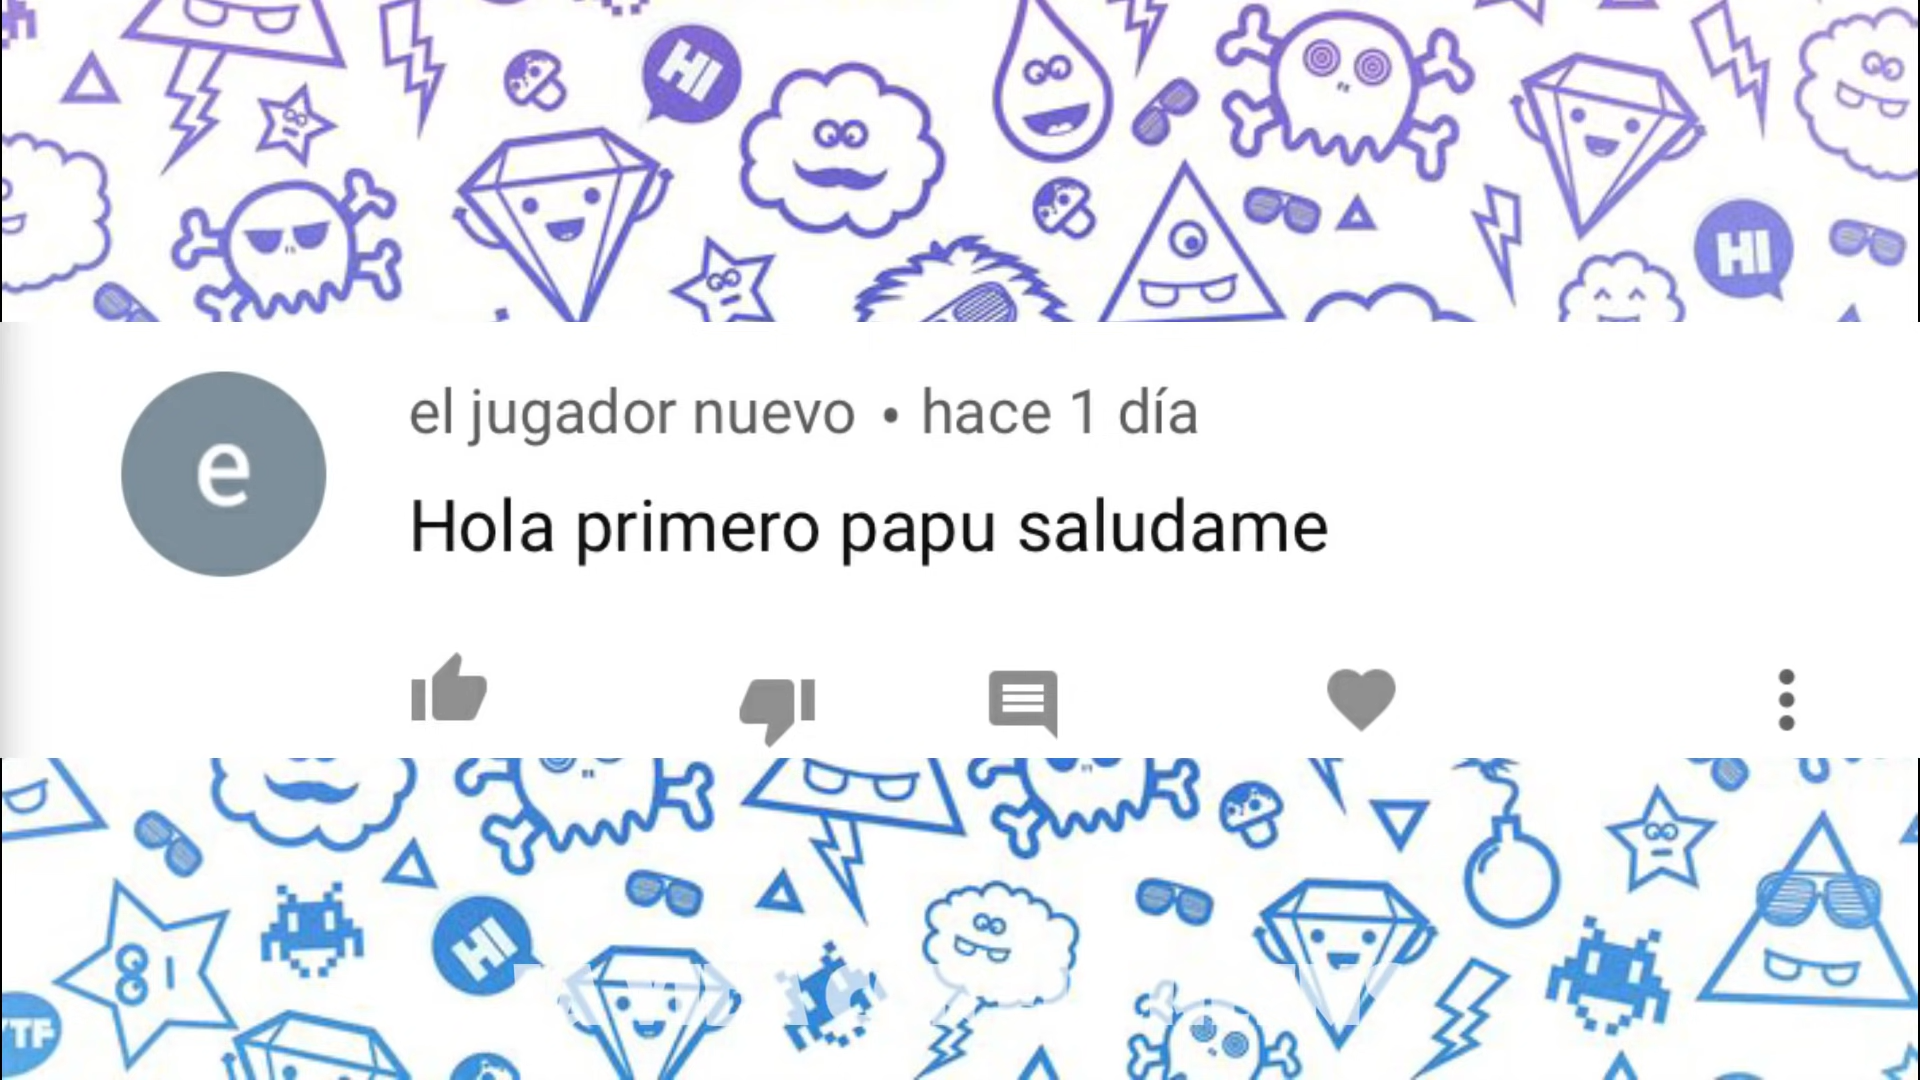 HI
HI
e
el jugador nuevo • hace 1 día
Hola primero papu saludame
HI